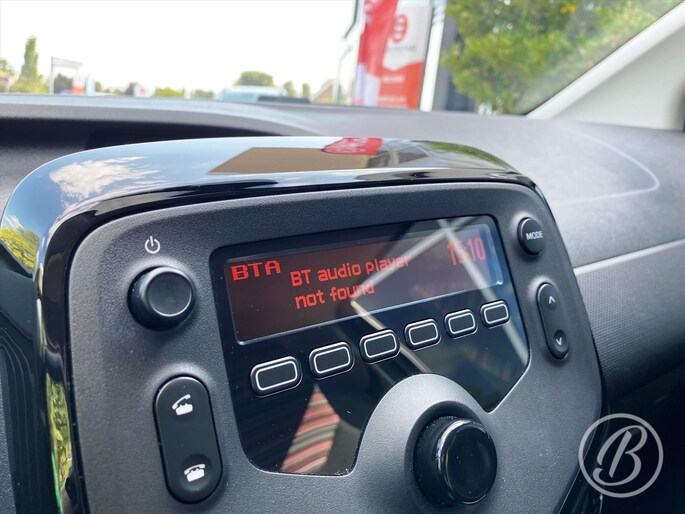 BTA
BT audio player
not found
15:10
MODE
B